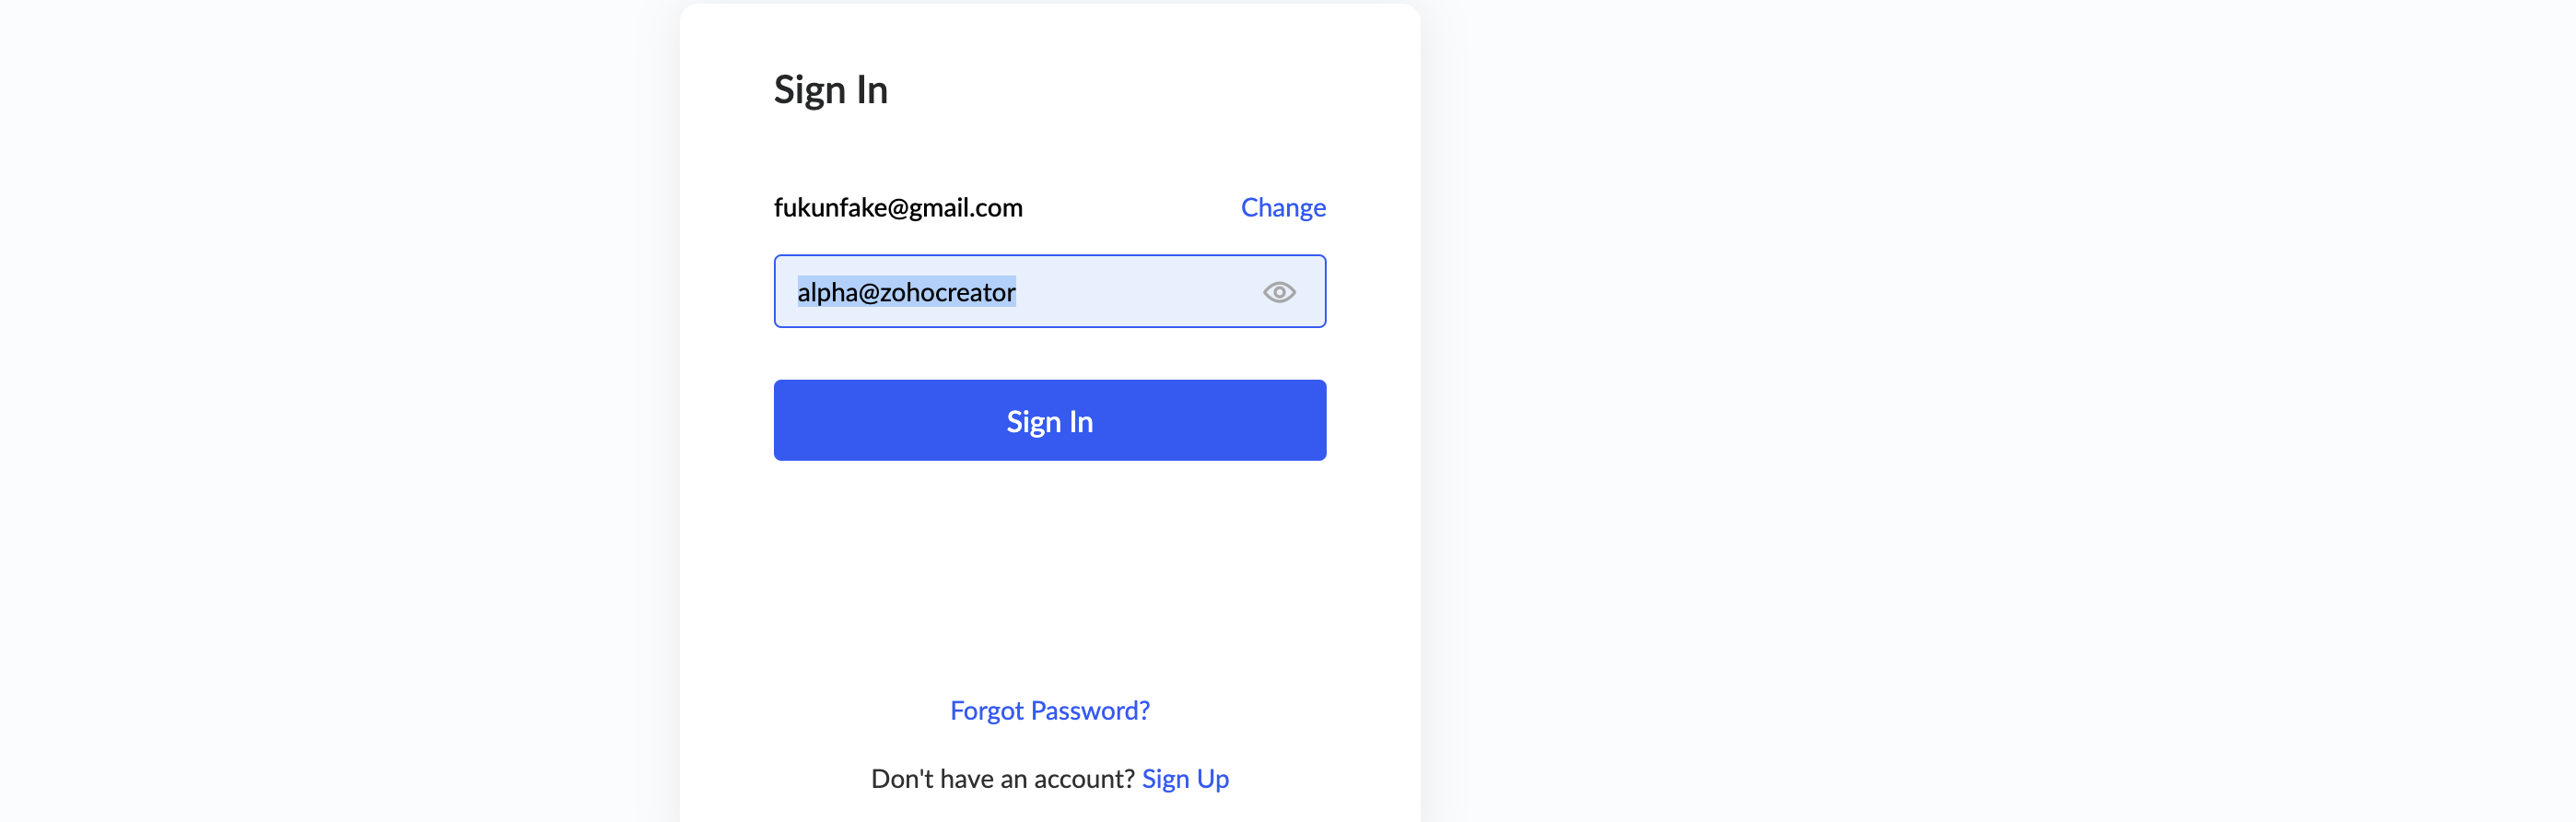 Sign In
fukunfake@gmail.com Change
alpha@zohocreator
Sign In
Forgot Password?
Don't have an account? Sign Up